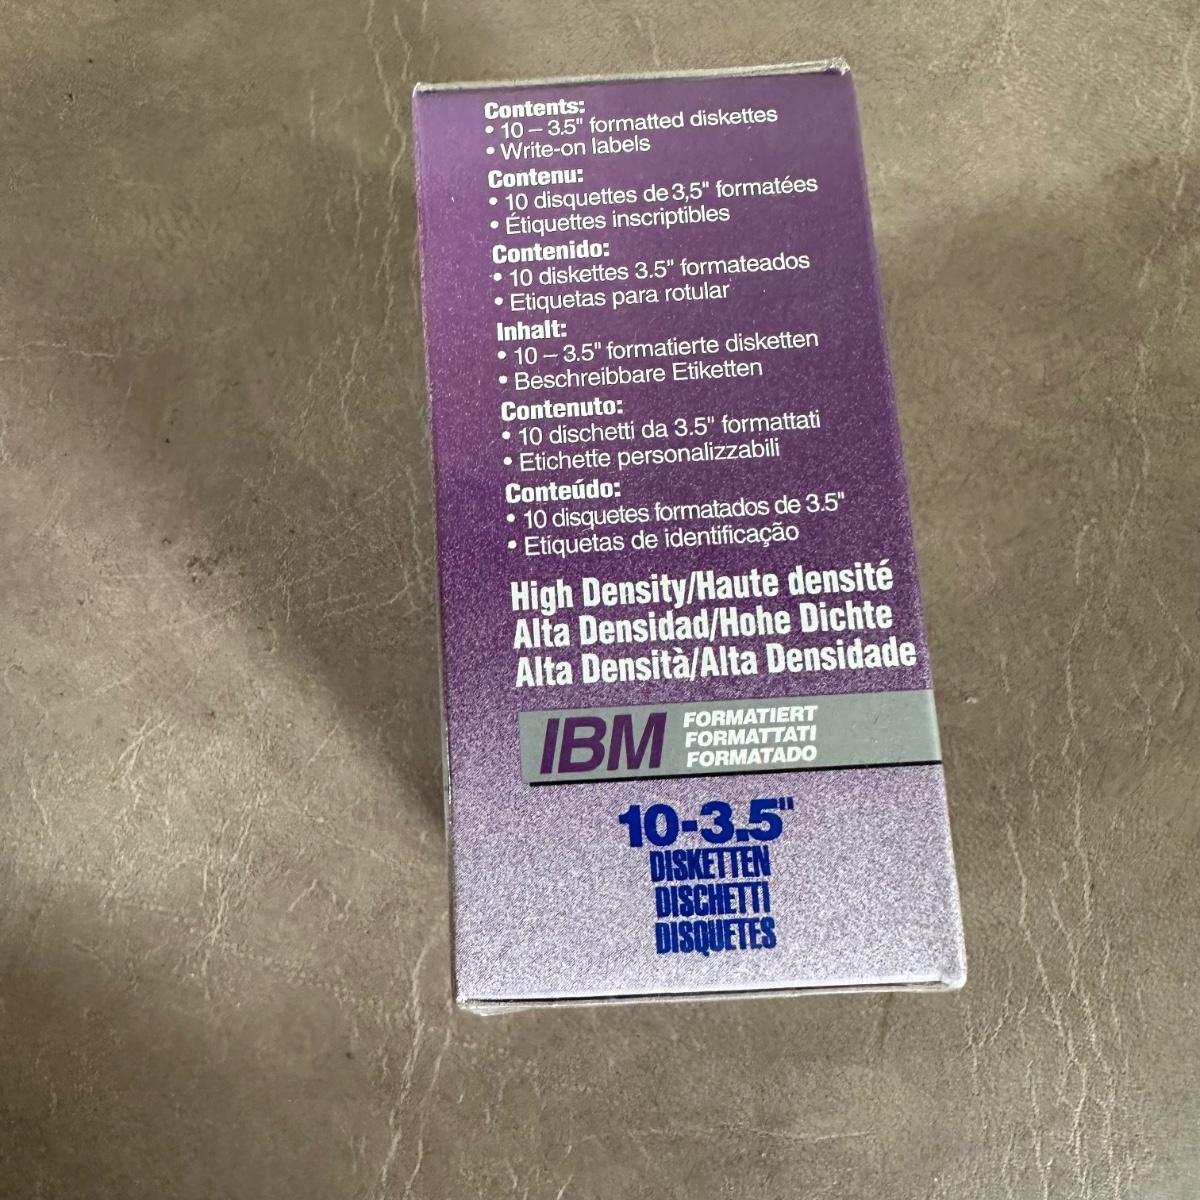 Contents:
• 10 – 3.5" formatted diskettes
• Write-on labels
Contenu:
• 10 disquettes de 3,5" formatées
• Étiquettes inscriptibles
Contenido:
• 10 diskettes 3.5" formateados
• Etiquetas para rotular
Inhalt:
• 10 – 3.5" formatierte disketten
• Beschreibbare Etiketten
Contenuto:
• 10 dischetti da 3.5" formattati
• Etichette personalizzabili
Conteúdo:
• 10 disquetes formatados de 3.5"
• Etiquetas de identificação
High Density/Haute densité
Alta Densidad/Hohe Dichte
Alta Densità/Alta Densidade
IBM
FORMATIERT
FORMATTATI
FORMATADO
10-3.5"
DISKETTEN
DISCHETTI
DISQUETES